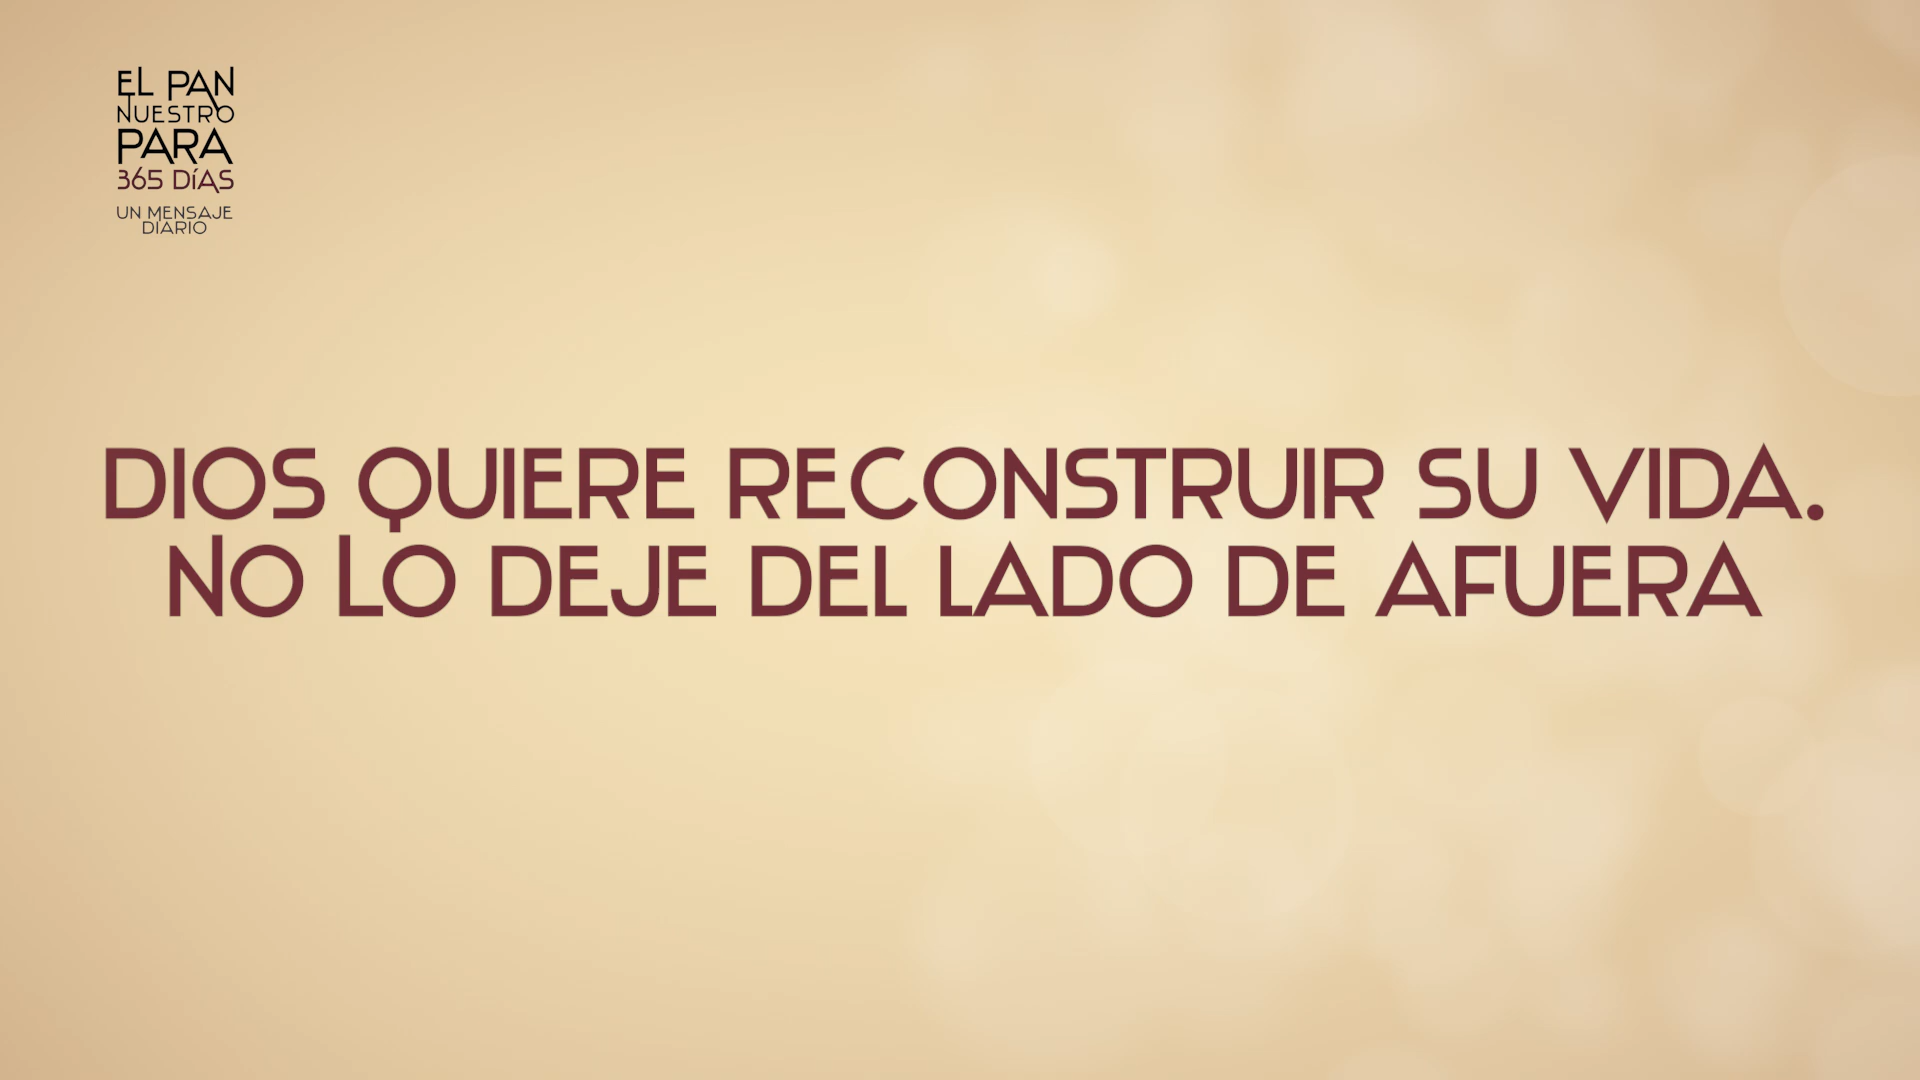 EL PAN
NUESTRO
PARA
365 DÍAS
UN MENSAJE
DIARIO
DIOS QUIERE RECONSTRUIR SU VIDA.
NO LO DEJE DEL LADO DE AFUERA